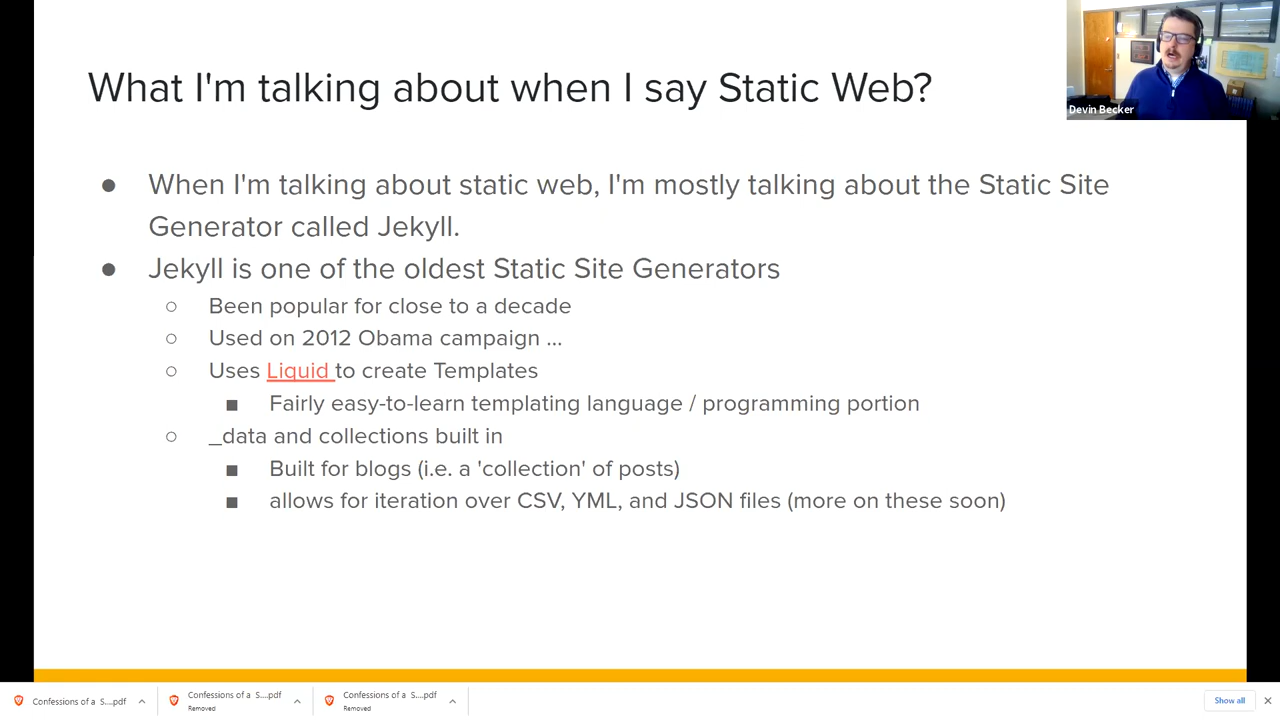 What I'm talking about when I say Static Web?
Devin Becker
● When I'm talking about static web, I'm mostly talking about the Static Site
Generator called Jekyll.
● Jekyll is one of the oldest Static Site Generators
○ Been popular for close to a decade
○ Used on 2012 Obama campaign ...
○ Uses Liquid to create Templates
■ Fairly easy-to-learn templating language / programming portion
○ _data and collections built in
■ Built for blogs (i.e. a 'collection' of posts)
■ allows for iteration over CSV, YML, and JSON files (more on these soon)
Confessions of a S....pdf
Confessions of a S....pdf
Removed
Confessions of a S....pdf
Removed
Show all